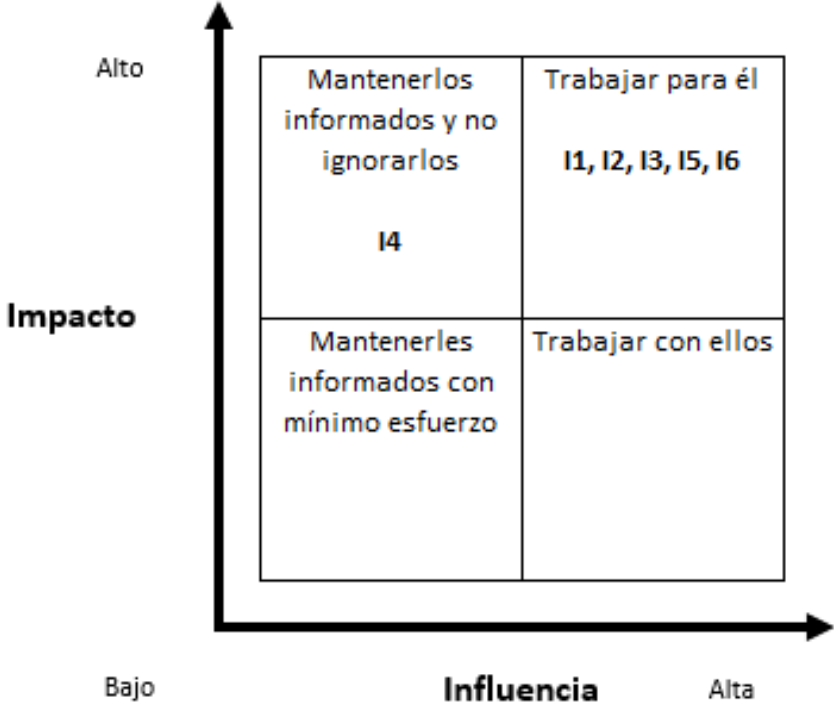 Alto
Mantenerlos
informados y no
ignorarlos
I4
Trabajar para él
I1, I2, I3, I5, I6
Impacto
Mantenerles
informados con
mínimo esfuerzo
Trabajar con ellos
Bajo
Influencia
Alta